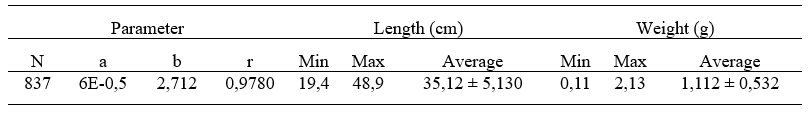 Parameter Length (cm) Weight (g)
N a b r Min Max Average Min Max Average
837 6E-0,5 2,712 0,9780 19,4 48,9 35,12 ± 5,130 0,11 2,13 1,112 ± 0,532